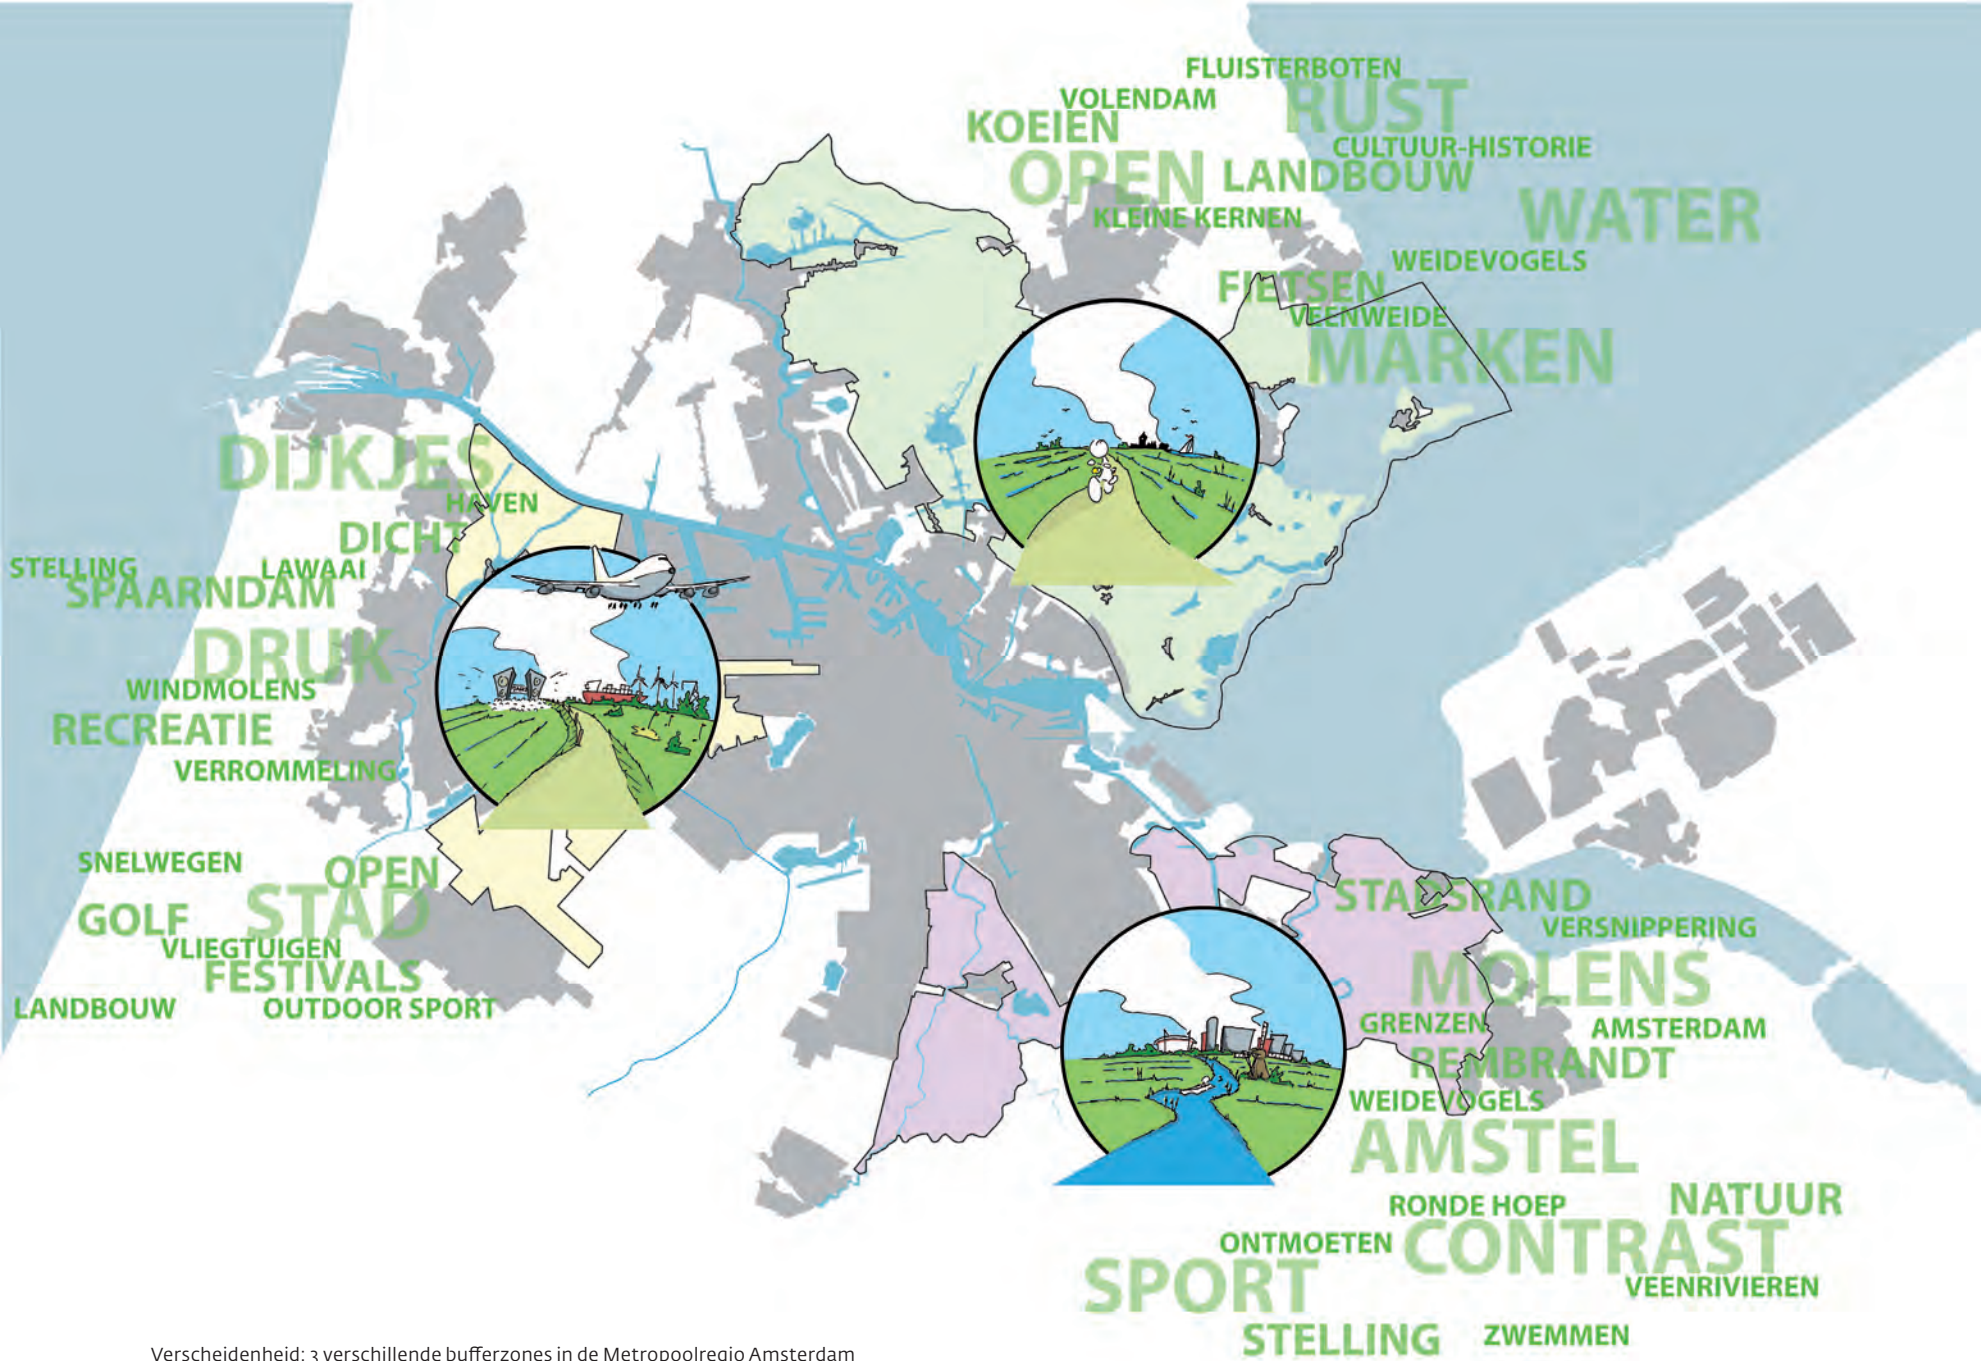 FLUISTERBOTEN
RUST
VOLENDAM
KOEIEN
CULTUUR-HISTORIE
OPEN
LANDBOUW
WATER
KLEINE KERNEN
WEIDEVOGELS
FIETSEN
VEENWEIDE
MARKEN
DIJKJES
HAVEN
DICHT
STELLING
LAWAAI
SPAARNDAM
DRUK
WINDMOLENS
RECREATIE
VERROMMELING
SNELWEGEN
OPEN
STAD
GOLF
VLIEGTUIGEN
FESTIVALS
LANDBOUW
OUTDOOR SPORT
STADSRAND
VERSNIPPERING
MOLENS
GRENZEN
AMSTERDAM
REMBRANDT
WEIDEVOGELS
AMSTEL
RONDE HOEP
NATUUR
ONTMOETEN
CONTRAST
SPORT
VEENRIVIEREN
STELLING
ZWEMMEN
Verscheidenheid: 3 verschillende bufferzones in de Metropoolregio Amsterdam